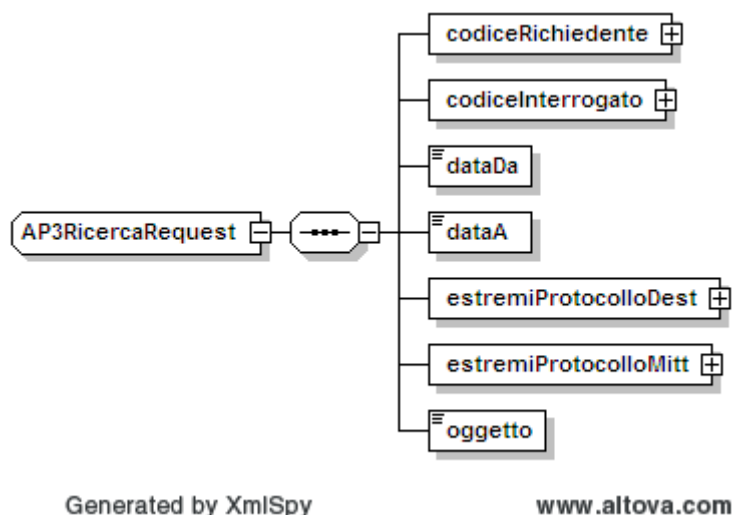 codiceRichiedente
codiceInterrogato
dataDa
AP3RicercaRequest
dataA
estremiProtocolloDest
estremiProtocolloMitt
oggetto
Generated by XmlSpy
www.altova.com